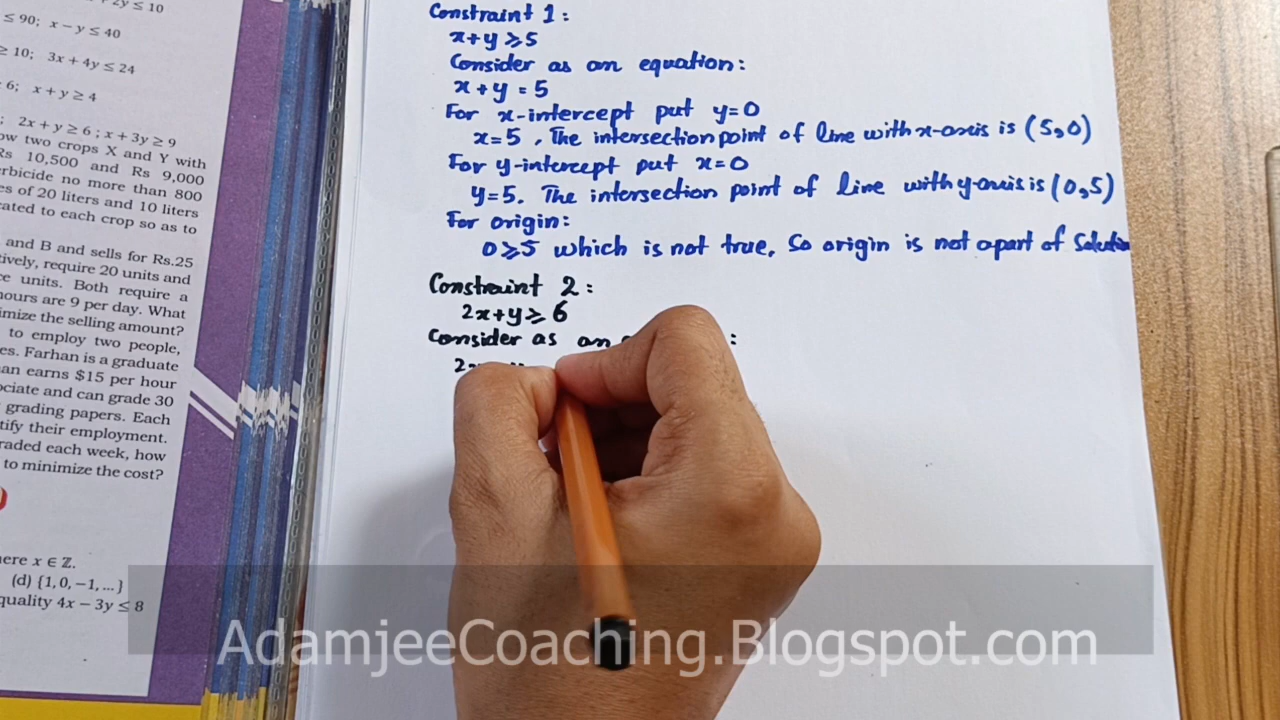 2y ≤ 10
≤ 90; x − y ≤ 40
≥ 10; 3x + 4y ≤ 24
6; x + y ≥ 4
; 2x + y ≥ 6 ; x + 3y ≥ 9
ow two crops X and Y with
Rs 10,500 and Rs 9,000
erbicide no more than 800
es of 20 liters and 10 liters
cated to each crop so as to
and B and sells for Rs.25
tively, require 20 units and
ce units. Both require a
hours are 9 per day. What
imize the selling amount?
to employ two people,
es. Farhan is a graduate
an earns $15 per hour
ociate and can grade 30
grading papers. Each
tify their employment.
raded each week, how
to minimize the cost?
ere x ∈ Z.
(d) {1, 0, −1, ...}
quality 4x − 3y ≤ 8
Constraint 1:
x+y ≥ 5
Consider as an equation:
x+y = 5
For x-intercept put y=0
x=5 , The intersection point of line with x-axis is (5,0)
For y-intercept put x=0
y=5. The intersection point of line with y-axis is (0,5)
For origin:
0≥5 which is not true, So origin is not apart of Solution
Constraint 2:
2x+y ≥ 6
Consider as an :
AdamjeeCoaching.Blogspot.com